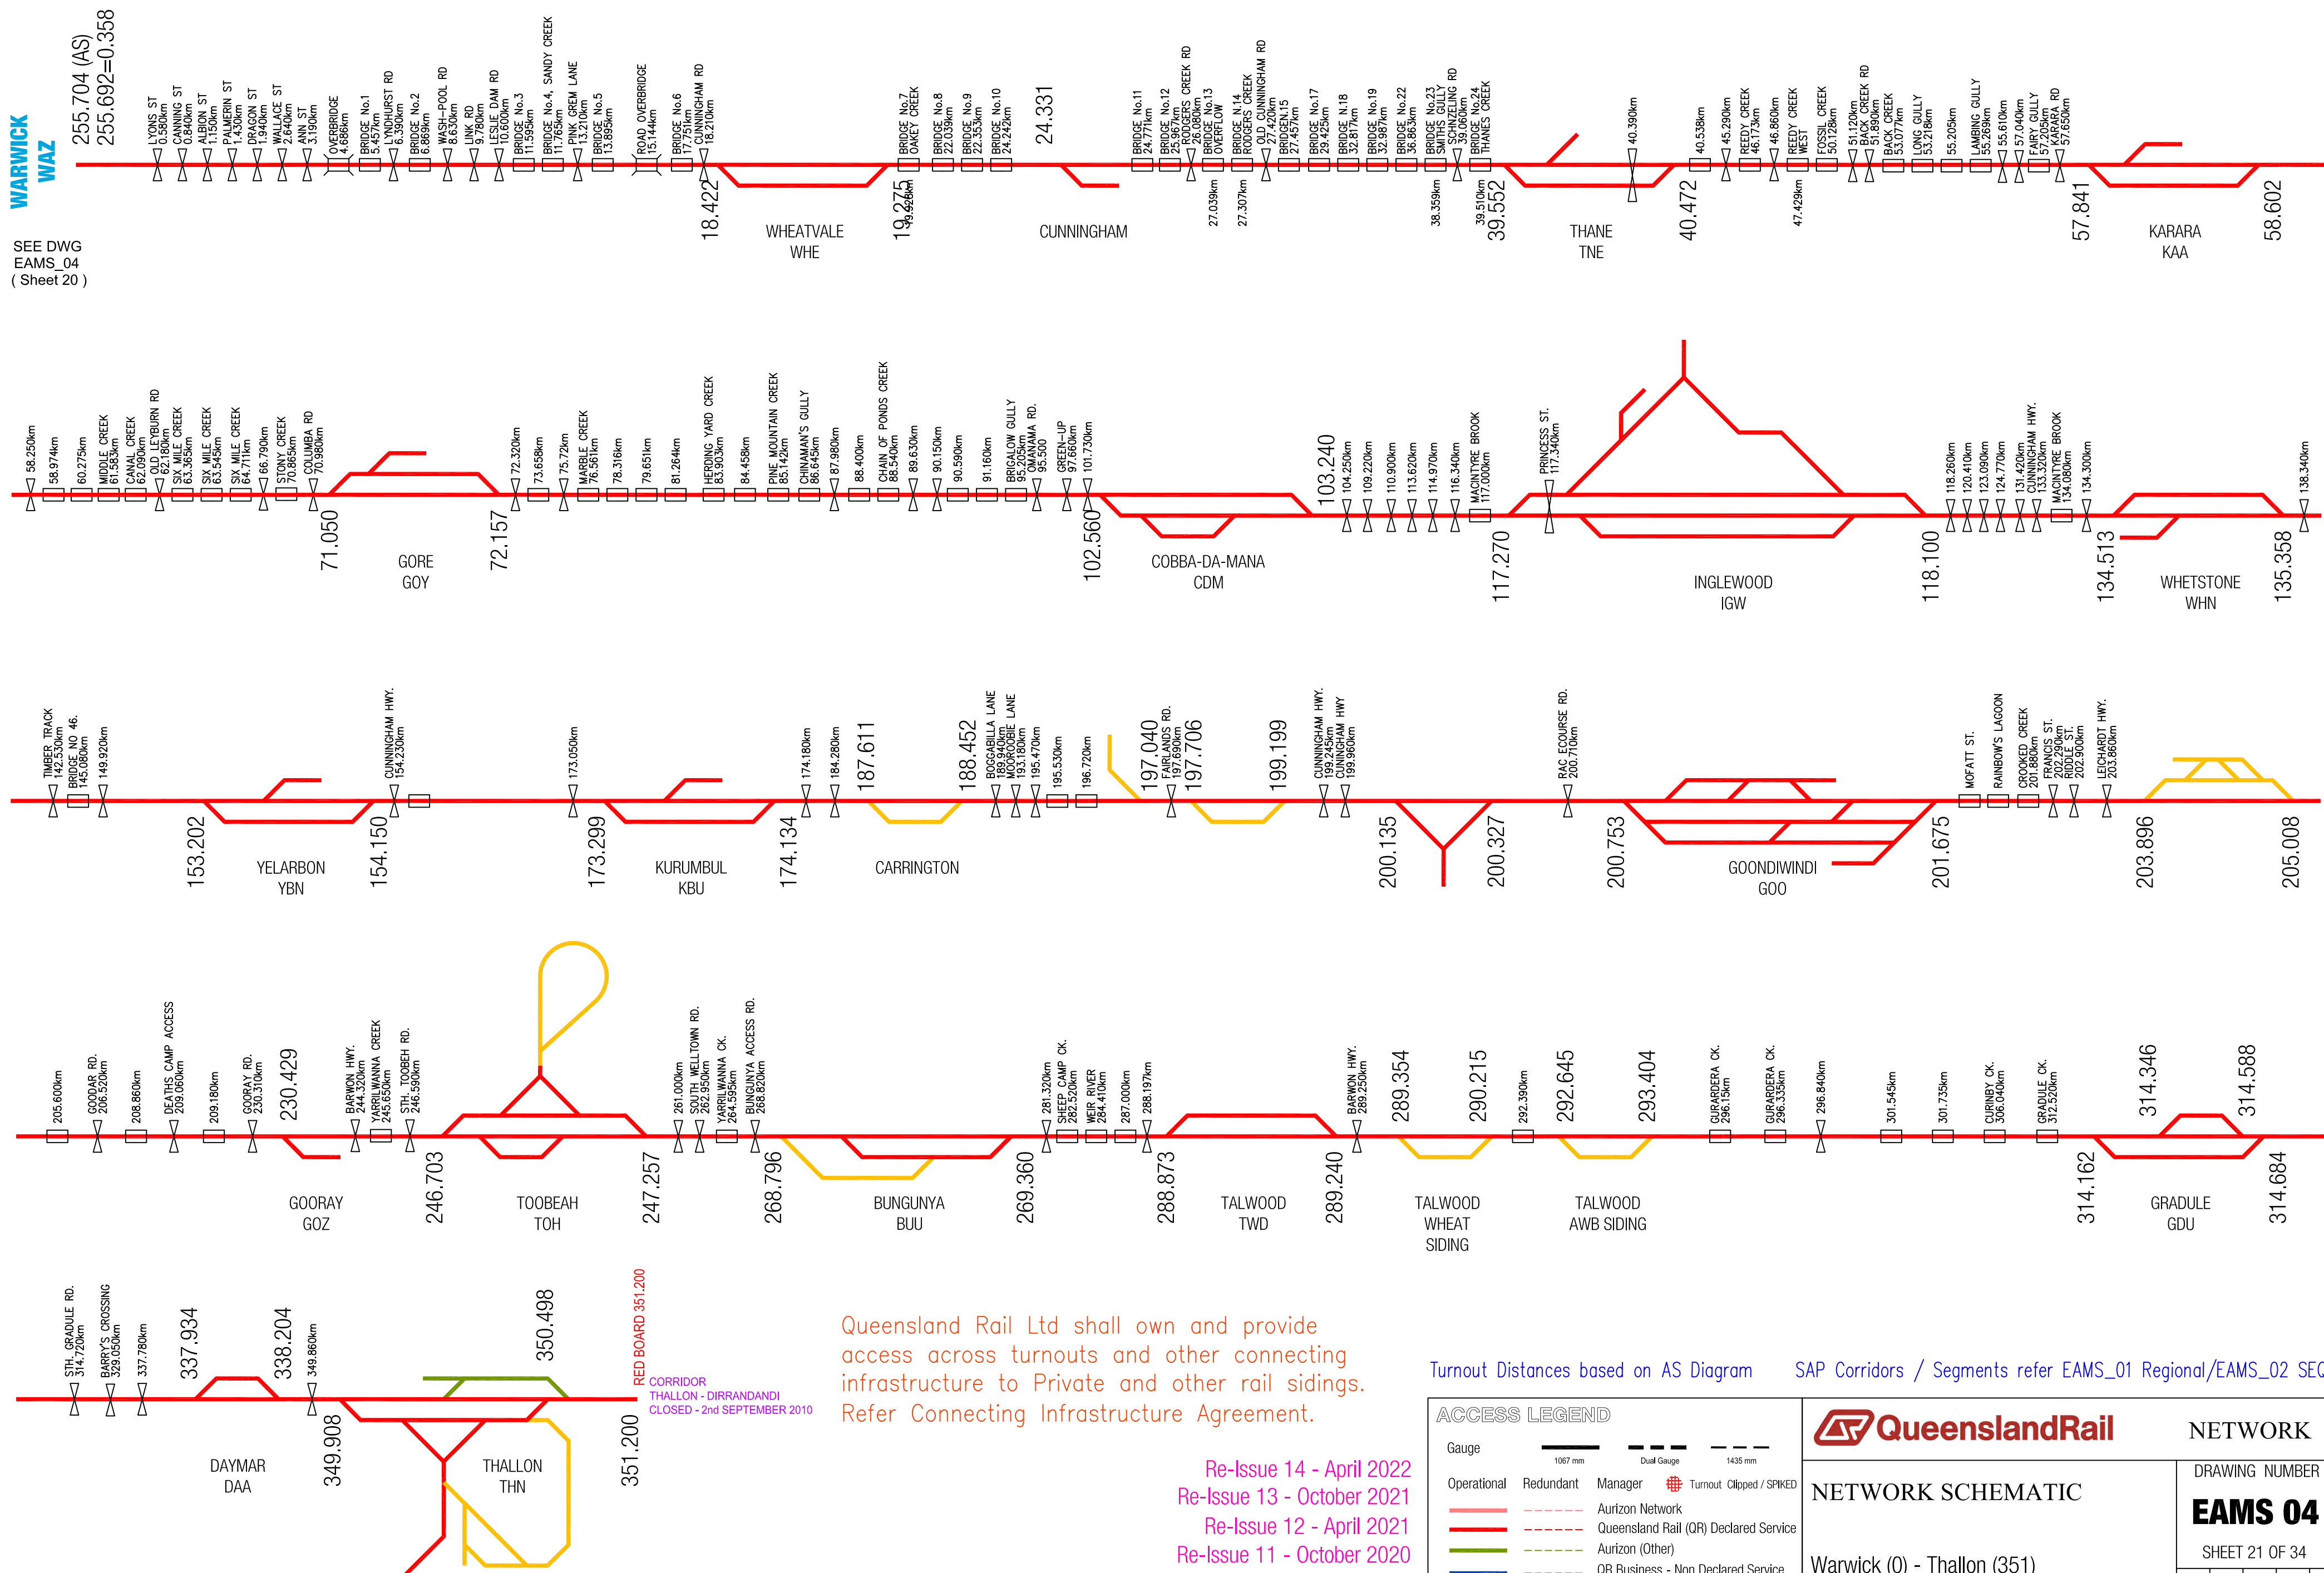 WARWICK
WAZ
SEE DWG
EAMS_04
( Sheet 20 )
255.704 (AS)
255.692=0.358
LYONS ST
0.580km
CANNING ST
0.840km
ALBION ST
1.150km
PALMERIN ST
1.430km
DRAGON ST
1.940km
WALLACE ST
2.640km
ANN ST
3.190km
OVERBRIDGE
4.686km
BRIDGE No.1
5.457km
LYNDHURST RD
6.390km
BRIDGE No.2
6.869km
WASH-POOL RD
8.630km
LINK RD
9.780km
LESLIE DAM RD
10.600km
BRIDGE No.3
11.595km
BRIDGE No.4, SANDY CREEK
11.765km
PINK GREM LANE
13.210km
BRIDGE No.5
13.895km
ROAD OVERBRIDGE
15.144km
BRIDGE No.6
17.751km
CUNNINGHAM RD
18.210km
18.422
WHEATVALE
WHE
19.275
BRIDGE No.7
OAKEY CREEK
19.928km
BRIDGE No.8
22.039km
BRIDGE No.9
22.353km
BRIDGE No.10
24.242km
24.331
CUNNINGHAM
BRIDGE No.11
24.771km
BRIDGE No.12
25.967km
RODGERS CREEK RD
26.080km
BRIDGE No.13
OVERFLOW
27.039km
BRIDGE N.14
RODGERS CREEK
27.307km
OLD CUNNINGHAM RD
27.420km
BRIDGEN.15
27.457km
BRIDGE No.17
29.425km
BRIDGE N.18
32.817km
BRIDGE No.19
32.987km
BRIDGE No.22
36.863km
BRIDGE No.23
SMITHS GULLY
38.359km
SCHNZELING RD
39.060km
BRIDGE No.24
THANES CREEK
39.510km
39.552
THANE
TNE
40.390km
40.472
40.538km
45.290km
REEDY CREEK
46.173km
46.860km
REEDY CREEK
WEST
47.429km
FOSSIL CREEK
50.128km
51.120km
BACK CREEK RD
51.890km
BACK CREEK
53.077km
LONG GULLY
53.218km
55.205km
LAMBING GULLY
55.269km
55.610km
57.040km
FAIRY GULLY
57.205km
KARARA RD
57.650km
57.841
KARARA
KAA
58.602
58.250km
58.974km
60.275km
MIDDLE CREEK
61.583km
CANAL CREEK
62.090km
OLD LEYBURN RD
62.180km
SIX MILE CREEK
63.365km
SIX MILE CREEK
63.545km
SIX MILE CREEK
64.711km
66.790km
STONY CREEK
70.865km
COLUMBA RD
70.980km
71.050
GORE
GOY
72.157
72.320km
73.658km
75.72km
MARBLE CREEK
76.561km
78.316km
79.651km
81.264km
HERDING YARD CREEK
83.903km
84.458km
PINE MOUNTAIN CREEK
85.142km
CHINAMAN'S GULLY
86.645km
87.980km
88.400km
CHAIN OF PONDS CREEK
88.540km
89.630km
90.150km
90.590km
91.160km
BRIGALOW GULLY
95.205km
OMANAMA RD.
95.500
GREEN-UP
97.660km
101.730km
102.560
COBBA-DA-MANA
CDM
103.240
104.250km
109.220km
110.900km
113.620km
114.970km
116.340km
MACINTYRE BROOK
117.000km
117.270
PRINCESS ST.
117.340km
INGLEWOOD
IGW
118.100
118.260km
120.410km
123.090km
124.770km
131.420km
CUNNINGHAM HWY.
133.320km
MACINTYRE BROOK
134.080km
134.300km
134.513
WHETSTONE
WHN
135.358
138.340km
TIMBER TRACK
142.530km
BRIDGE NO 46.
145.080km
149.920km
153.202
YELARBON
YBN
154.150
CUNNINGHAM HWY.
154.230km
173.050km
173.299
KURUMBUL
KBU
174.134
174.180km
184.280km
187.611
CARRINGTON
188.452
BOGGABILLA LANE
189.940km
MOOROOBIE LANE
193.180km
195.470km
195.530km
196.720km
197.040
FAIRLANDS RD.
197.690km
197.706
199.199
CUNNINGHAM HWY.
199.245km
CUNINGHAM HWY
199.960km
200.135
200.327
RAC ECOURSE RD.
200.710km
200.753
GOONDIWINDI
GOO
201.675
MOFATT ST.
RAINBOW'S LAGOON
CROOKED CREEK
201.880km
FRANCIS ST.
202.290km
RIDDLE ST.
202.900km
LEICHARDT HWY.
203.860km
203.896
205.008
205.600km
GOODAR RD.
206.520km
208.860km
DEATHS CAMP ACCESS
209.060km
209.180km
GOORAY RD.
230.310km
230.429
GOORAY
GOZ
BARWON HWY.
244.320km
YARRILWANNA CREEK
245.650km
STH. TOOBEH RD.
246.590km
246.703
TOOBEAH
TOH
247.257
261.000km
SOUTH WELLTOWN RD.
262.950km
YARRILWANNA CK.
264.595km
BUNGUNYA ACCESS RD.
268.820km
268.796
BUNGUNYA
BUU
269.360
281.320km
SHEEP CAMP CK.
282.520km
WEIR RIVER
284.410km
287.000km
288.197km
288.873
TALWOOD
TWD
289.240
BARWON HWY.
289.250km
289.354
TALWOOD
WHEAT
SIDING
290.215
292.390km
292.645
TALWOOD
AWB SIDING
293.404
GURARDERA CK.
296.15km
GURARDERA CK.
296.335km
296.840km
301.545km
301.735km
CURNBY CK.
306.040km
GRADULE CK.
312.520km
314.162
314.346
GRADULE
GDU
314.588
314.684
STH. GRADULE RD.
314.720km
BARRY'S CROSSING
329.050km
337.780km
337.934
DAYMAR
DAA
338.204
349.860km
349.908
THALLON
THN
350.498
351.200
RED BOARD 351.200
CORRIDOR
THALLON - DIRRANDANDI
CLOSED - 2nd SEPTEMBER 2010
Queensland Rail Ltd shall own and provide
access across turnouts and other connecting
infrastructure to Private and other rail sidings.
Refer Connecting Infrastructure Agreement.
Re-Issue 14 - April 2022
Re-Issue 13 - October 2021
Re-Issue 12 - April 2021
Re-Issue 11 - October 2020
Turnout Distances based on AS Diagram
SAP Corridors / Segments refer EAMS_01 Regional/EAMS_02 SEQ
ACCESS LEGEND
Gauge
1067 mm
Dual Gauge
1435 mm
Operational Redundant Manager Turnout Clipped / SPIKED
Aurizon Network
Queensland Rail (QR) Declared Service
Aurizon (Other)
QR Business - Non Declared Service
QueenslandRail
NETWORK
NETWORK SCHEMATIC
DRAWING NUMBER
EAMS 04
SHEET 21 OF 34
Warwick (0) - Thallon (351)